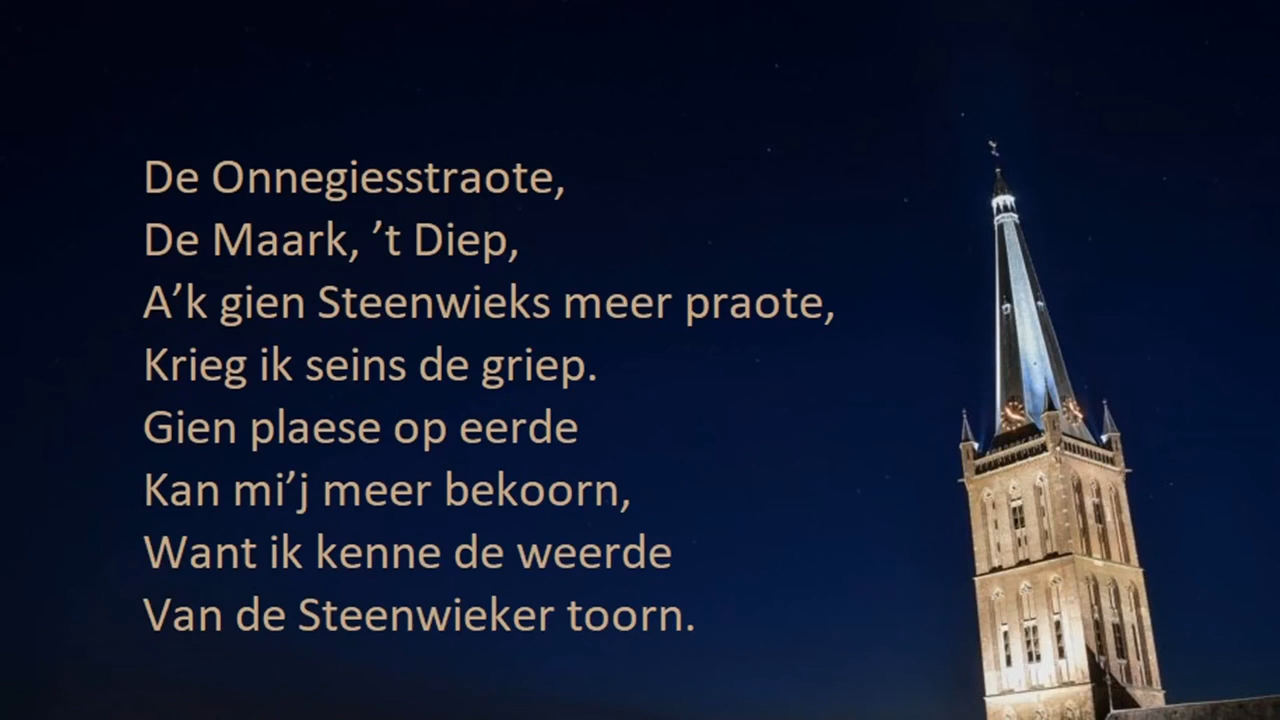 De Onnegiesstraote,
De Maark, ’t Diep,
A’k gien Steenwieks meer praote,
Krieg ik seins de griep.
Gien plaese op eerde
Kan mi’j meer bekoorn,
Want ik kenne de weerde
Van de Steenwieker toorn.